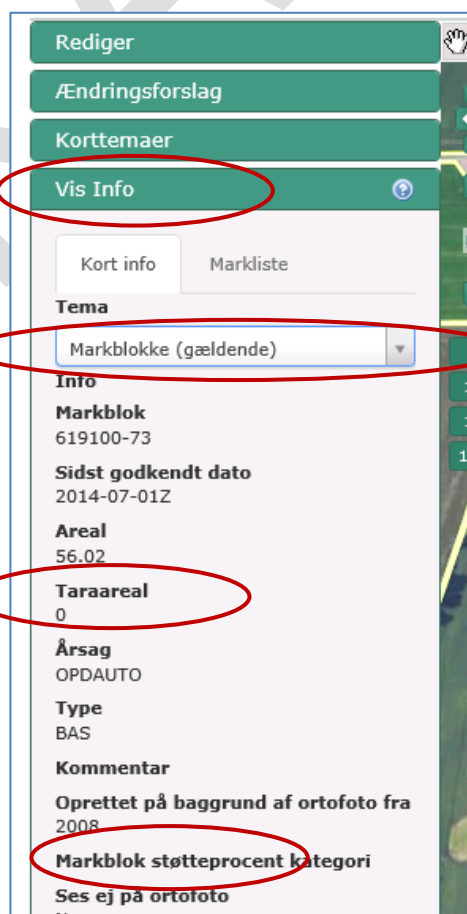 Rediger
Ændringsforslag
Korttemaer
Vis Info
Kort info Markliste
Tema
Markblokke (gældende)
Info
Markblok
619100-73
Sidst godkendt dato
2014-07-01Z
Areal
56.02
Taraareal
0
Årsag
OPDAUTO
Type
BAS
Kommentar
Oprettet på baggrund af ortofoto fra
2008
Markblok støtteprocent kategori
Ses ej på ortofoto